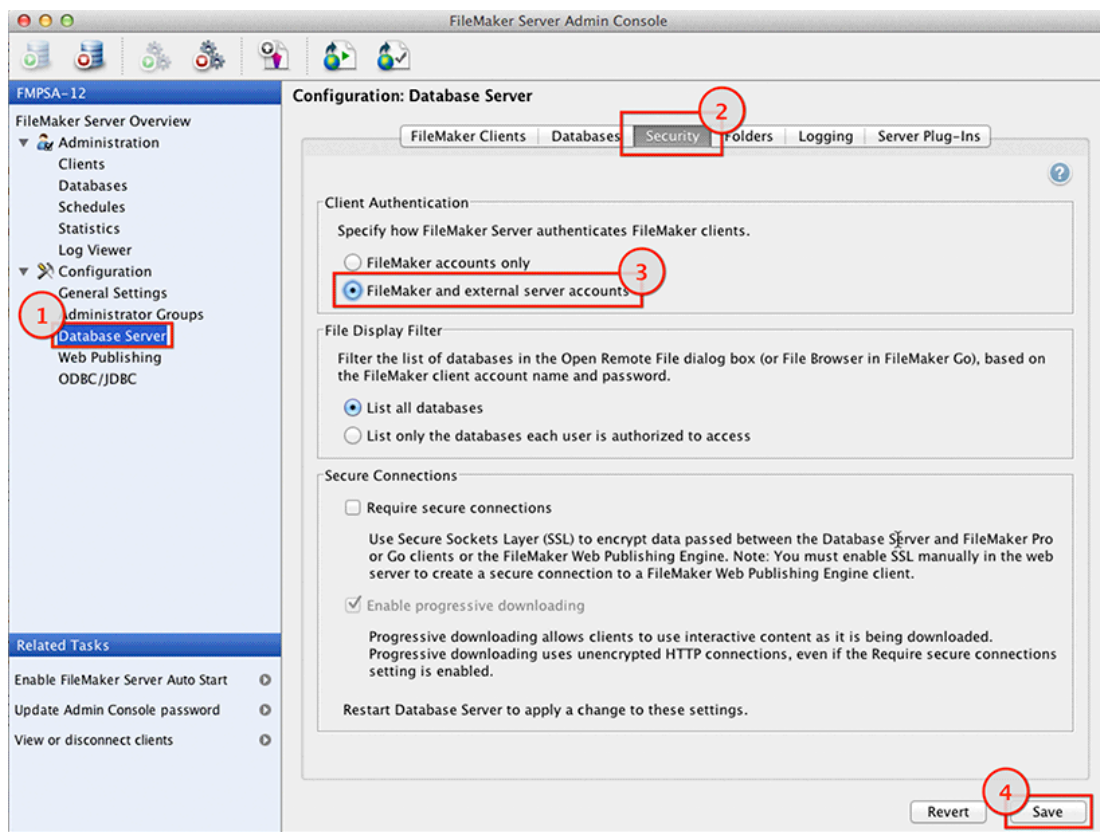 FileMaker Server Admin Console
FMPSA-12
FileMaker Server Overview
Administration
Clients
Databases
Schedules
Statistics
Log Viewer
Configuration
General Settings
1
Administrator Groups
Database Server
Web Publishing
ODBC/JDBC
Related Tasks
Enable FileMaker Server Auto Start
Update Admin Console password
View or disconnect clients
Configuration: Database Server
2
FileMaker Clients Databases Security Folders Logging Server Plug-Ins
?
Client Authentication
Specify how FileMaker Server authenticates FileMaker clients.
FileMaker accounts only
3
FileMaker and external server accounts
File Display Filter
Filter the list of databases in the Open Remote File dialog box (or File Browser in FileMaker Go), based on
the FileMaker client account name and password.
List all databases
List only the databases each user is authorized to access
Secure Connections
Require secure connections
Use Secure Sockets Layer (SSL) to encrypt data passed between the Database Server and FileMaker Pro
or Go clients or the FileMaker Web Publishing Engine. Note: You must enable SSL manually in the web
server to create a secure connection to a FileMaker Web Publishing Engine client.
Enable progressive downloading
Progressive downloading allows clients to use interactive content as it is being downloaded.
Progressive downloading uses unencrypted HTTP connections, even if the Require secure connections
setting is enabled.
Restart Database Server to apply a change to these settings.
4
Revert Save